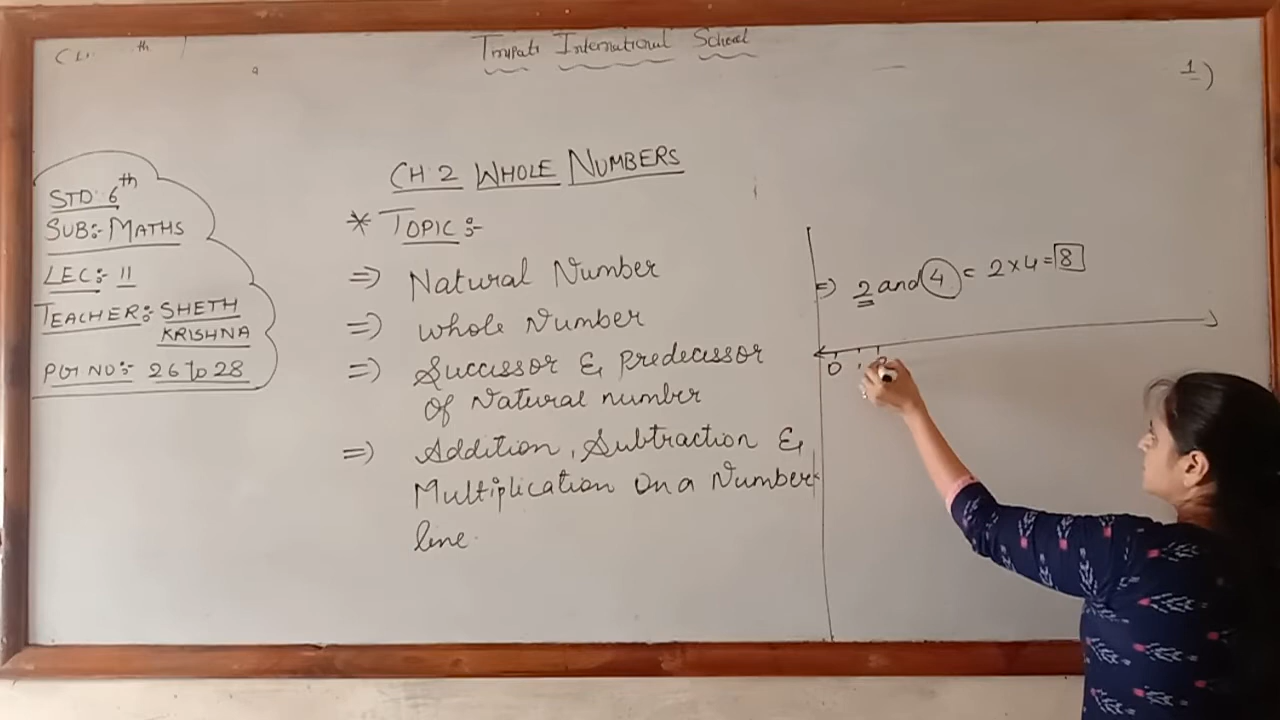 th
Tirupati International School
1)
STD: 6th
SUB:- MATHS
LEC:- 11
TEACHER:- SHETH
KRISHNA
PG NO:- 26 To 28
CH: 2 WHOLE NUMBERS
* TOPIC :-
=) Natural Number
=) Whole Number
=) Successor & Predecessor
Of Natural number
=) Addition, Subtraction &
Multiplication On a Number
line.
=) 2 and 4 = 2×4=8
0